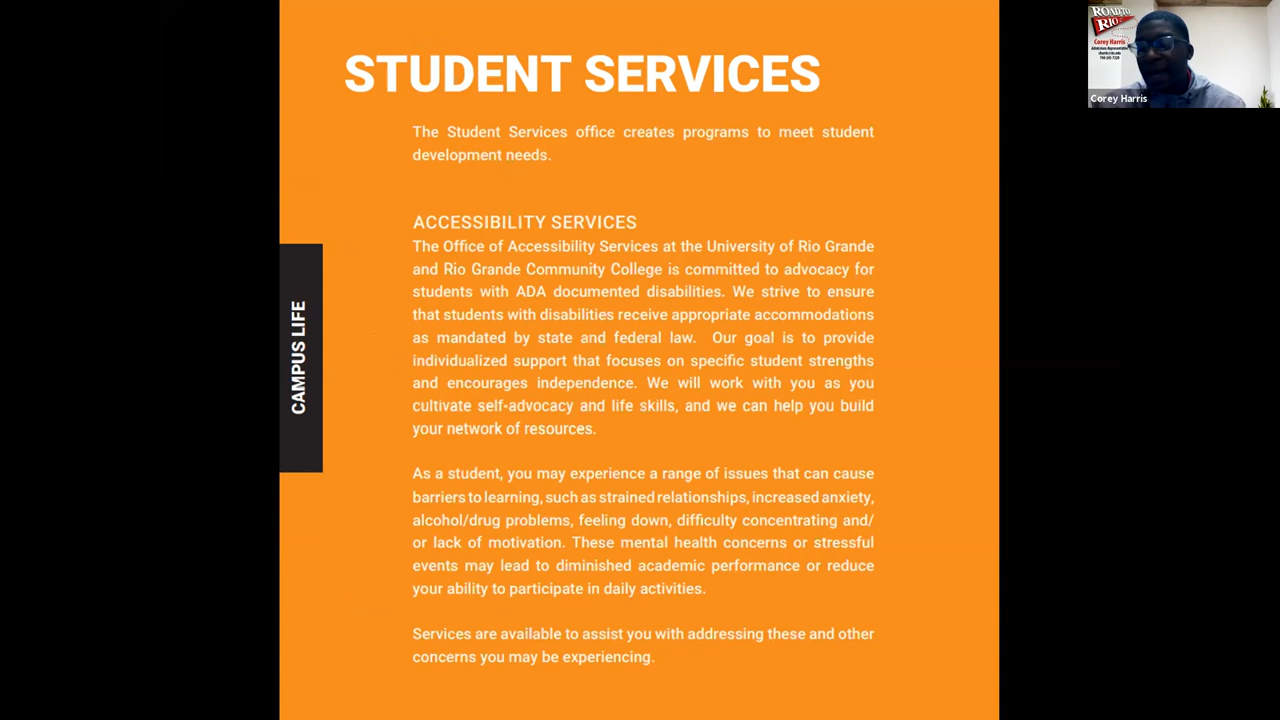 STUDENT SERVICES
The Student Services office creates programs to meet student
development needs.
ACCESSIBILITY SERVICES
The Office of Accessibility Services at the University of Rio Grande
and Rio Grande Community College is committed to advocacy for
students with ADA documented disabilities. We strive to ensure
that students with disabilities receive appropriate accommodations
as mandated by state and federal law. Our goal is to provide
individualized support that focuses on specific student strengths
and encourages independence. We will work with you as you
cultivate self-advocacy and life skills, and we can help you build
your network of resources.
As a student, you may experience a range of issues that can cause
barriers to learning, such as strained relationships, increased anxiety,
alcohol/drug problems, feeling down, difficulty concentrating and/
or lack of motivation. These mental health concerns or stressful
events may lead to diminished academic performance or reduce
your ability to participate in daily activities.
Services are available to assist you with addressing these and other
concerns you may be experiencing.
CAMPUS LIFE
ROAD TO
RIO
Corey Harris
Admissions Representative
Corey Harris